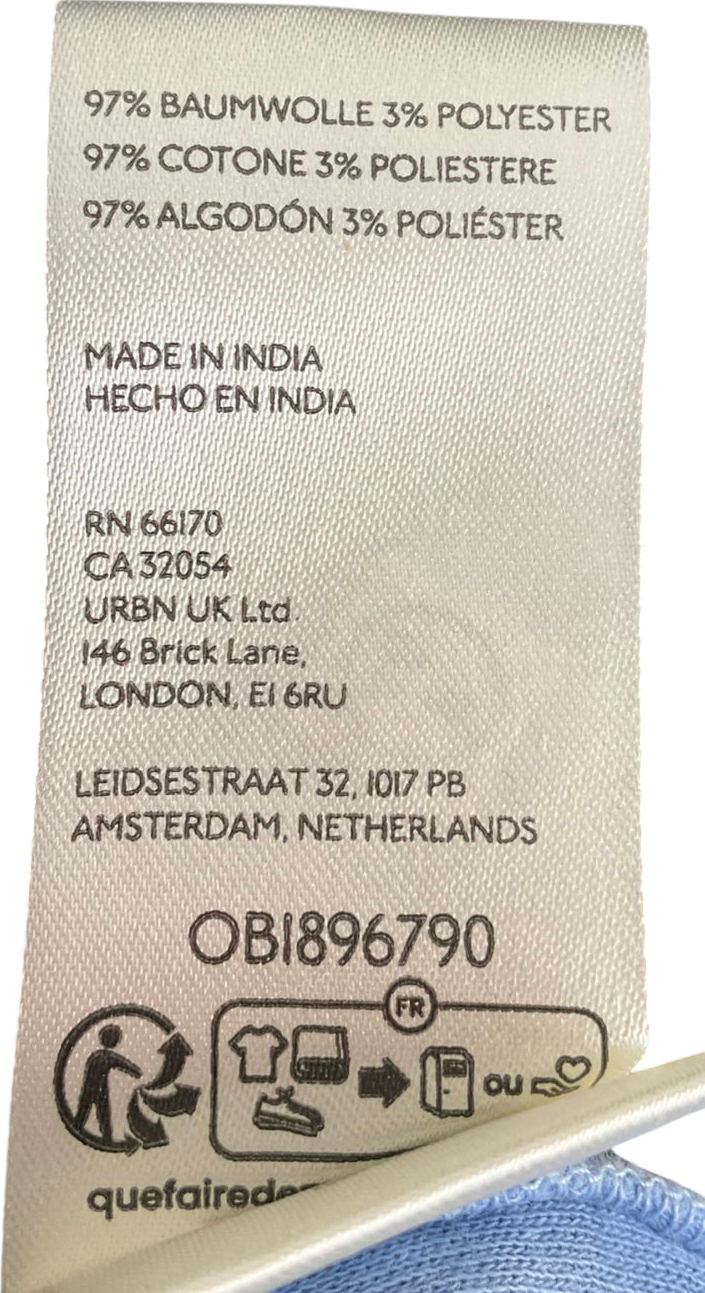 97% BAUMWOLLE 3% POLYESTER
97% COTONE 3% POLIESTERE
97% ALGODÓN 3% POLIÉSTER
MADE IN INDIA
HECHO EN INDIA
RN 66170
CA 32054
URBN UK Ltd.
146 Brick Lane,
LONDON, E1 6RU
LEIDSESTRAAT 32, 1017 PB
AMSTERDAM, NETHERLANDS
OB1896790
FR
OU